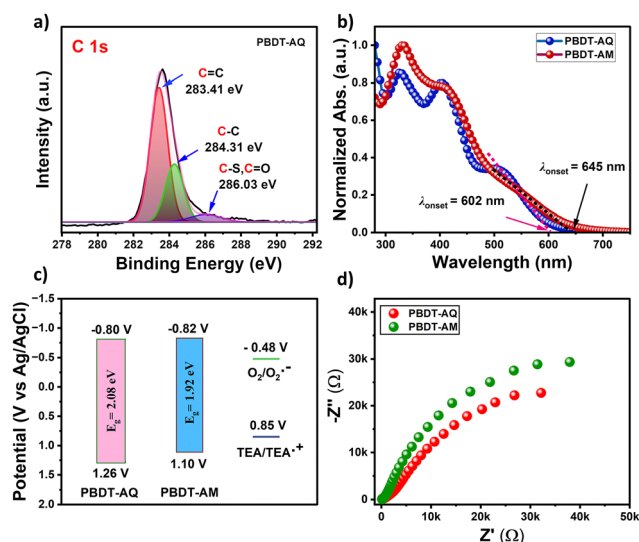 a)
C 1s
PBDT-AQ
C=C
283.41 eV
C-C
284.31 eV
C-S,C=O
286.03 eV
Intensity (a.u.)
278 280 282 284 286 288 290 292
Binding Energy (eV)
b)
PBDT-AQ
PBDT-AM
λonset = 645 nm
λonset = 602 nm
Normalized Abs. (a.u.)
1.0
0.8
0.6
0.4
0.2
0.0
300 400 500 600 700
Wavelength (nm)
c)
Potential (V vs Ag/AgCl)
-1.5
-1.0
-0.5
0.0
0.5
1.0
1.5
2.0
-0.80 V
-0.82 V
- 0.48 V
O2/O2•−
Eg = 2.08 eV
Eg = 1.92 eV
0.85 V
TEA/TEA•+
1.26 V
1.10 V
PBDT-AQ PBDT-AM
d)
PBDT-AQ
PBDT-AM
-Z'' (Ω)
40k
30k
20k
10k
0
0 10k 20k 30k 40k 50k
Z' (Ω)